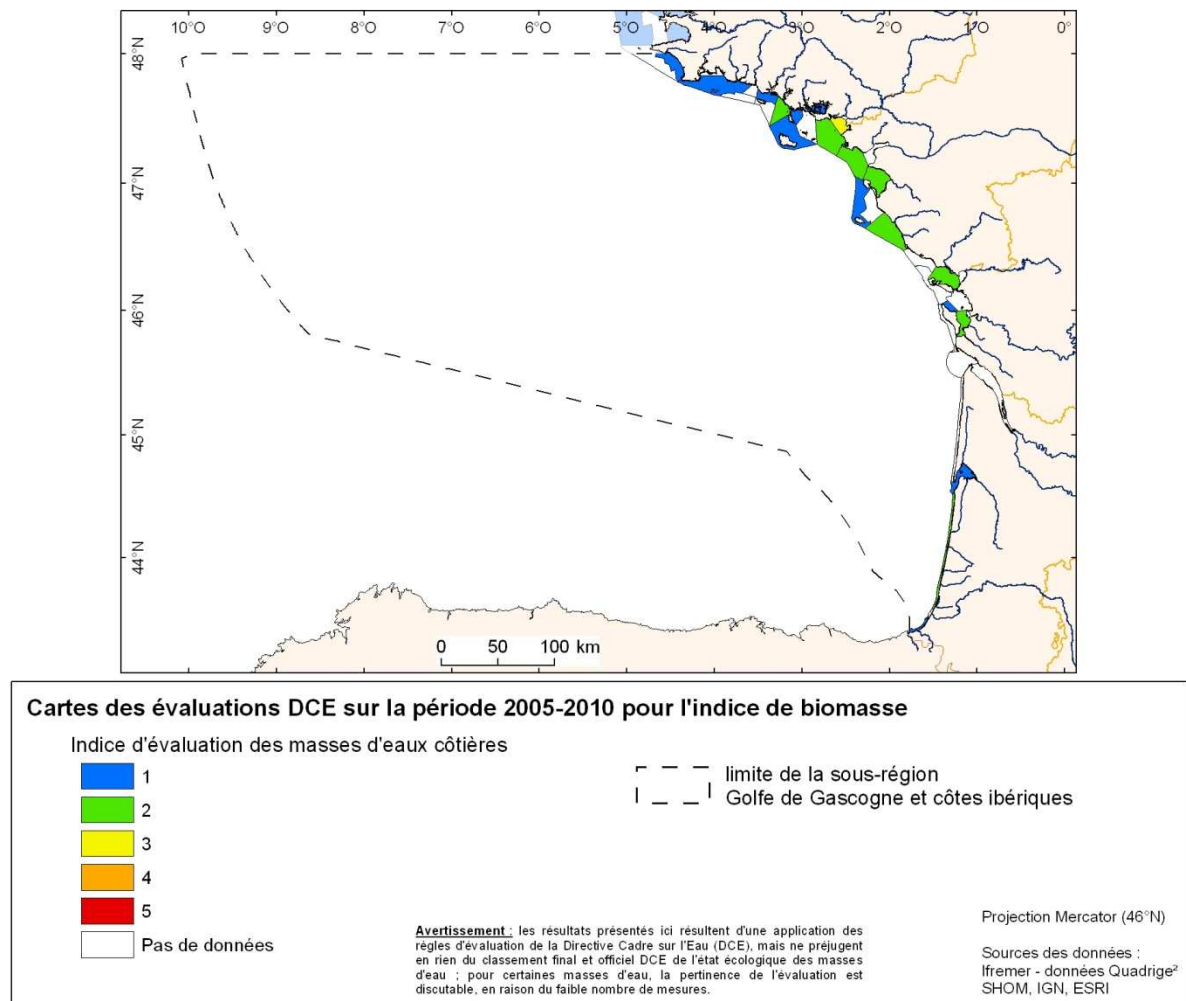 10°O 9°O 8°O 7°O 6°O 5°O 4°O 3°O 2°O 1°O 0°
48°N
47°N
46°N
45°N
44°N
0 50 100 km
Cartes des évaluations DCE sur la période 2005-2010 pour l'indice de biomasse
Indice d'évaluation des masses d'eaux côtières
1
2
3
4
5
Pas de données
limite de la sous-région
Golfe de Gascogne et côtes ibériques
Avertissement : les résultats présentés ici résultent d'une application des
règles d'évaluation de la Directive Cadre sur l'Eau (DCE), mais ne préjugent
en rien du classement final et officiel DCE de l'état écologique des masses
d'eau ; pour certaines masses d'eau, la pertinence de l'évaluation est
discutable, en raison du faible nombre de mesures.
Projection Mercator (46°N)
Sources des données :
Ifremer - données Quadrige²
SHOM, IGN, ESRI